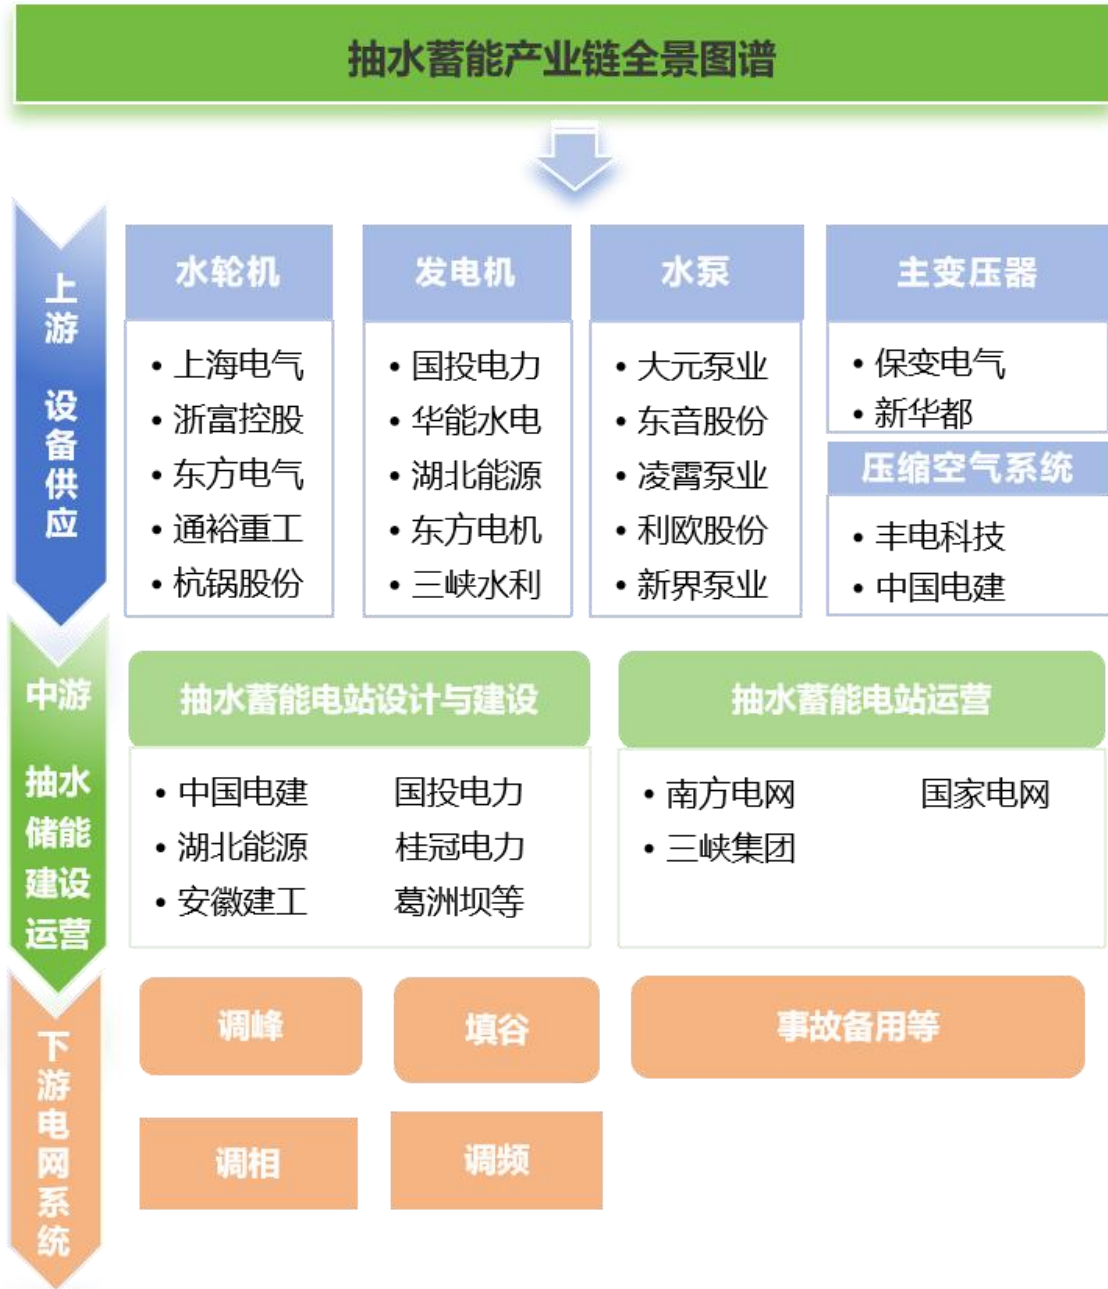 抽水蓄能产业链全景图谱
上游 设备供应
水轮机
• 上海电气
• 浙富控股
• 东方电气
• 通裕重工
• 杭锅股份
发电机
• 国投电力
• 华能水电
• 湖北能源
• 东方电机
• 三峡水利
水泵
• 大元泵业
• 东音股份
• 凌霄泵业
• 利欧股份
• 新界泵业
主变压器
• 保变电气
• 新华都
压缩空气系统
• 丰电科技
• 中国电建
中游
抽水
储能
建设
运营
抽水蓄能电站设计与建设
• 中国电建 国投电力
• 湖北能源 桂冠电力
• 安徽建工 葛洲坝等
抽水蓄能电站运营
• 南方电网 国家电网
• 三峡集团
下游电网系统
调峰
填谷
事故备用等
调相
调频